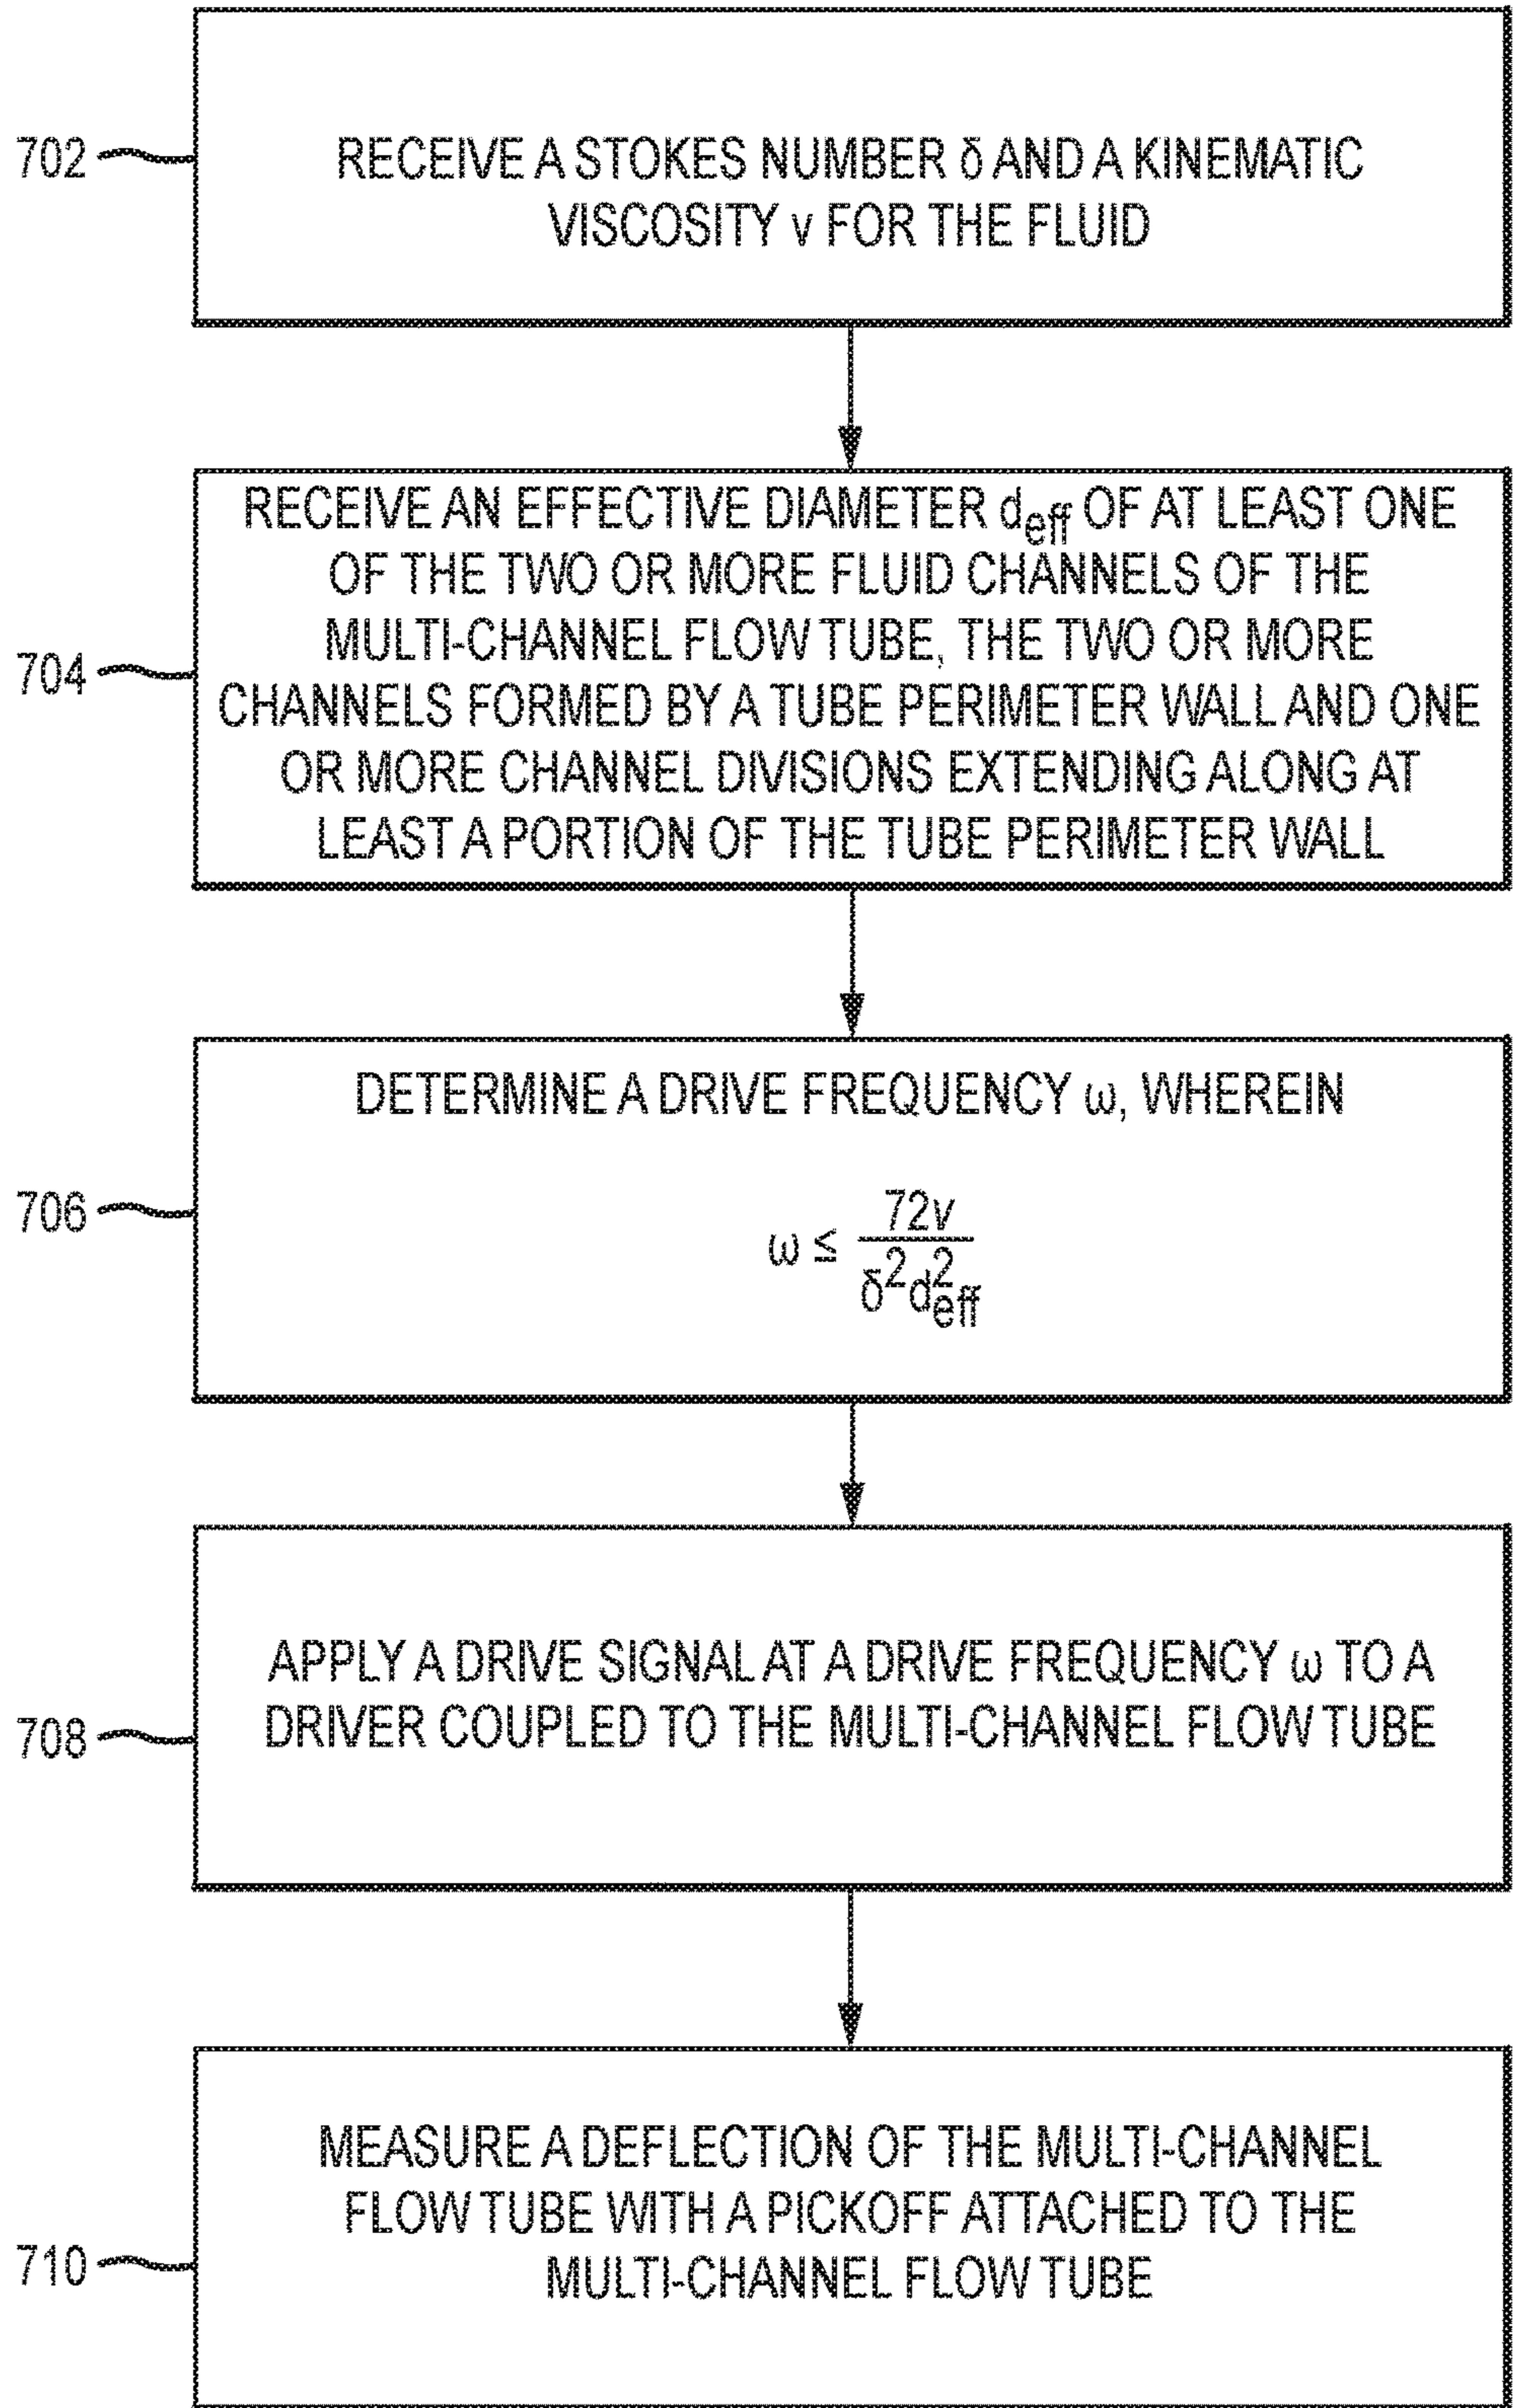 702
RECEIVE A STOKES NUMBER δ AND A KINEMATIC
VISCOSITY v FOR THE FLUID
704
RECEIVE AN EFFECTIVE DIAMETER d_eff OF AT LEAST ONE
OF THE TWO OR MORE FLUID CHANNELS OF THE
MULTI-CHANNEL FLOW TUBE, THE TWO OR MORE
CHANNELS FORMED BY A TUBE PERIMETER WALL AND ONE
OR MORE CHANNEL DIVISIONS EXTENDING ALONG AT
LEAST A PORTION OF THE TUBE PERIMETER WALL
706
DETERMINE A DRIVE FREQUENCY ω, WHEREIN
ω ≤ 72v / δ²d²_eff
708
APPLY A DRIVE SIGNAL AT A DRIVE FREQUENCY ω TO A
DRIVER COUPLED TO THE MULTI-CHANNEL FLOW TUBE
710
MEASURE A DEFLECTION OF THE MULTI-CHANNEL
FLOW TUBE WITH A PICKOFF ATTACHED TO THE
MULTI-CHANNEL FLOW TUBE